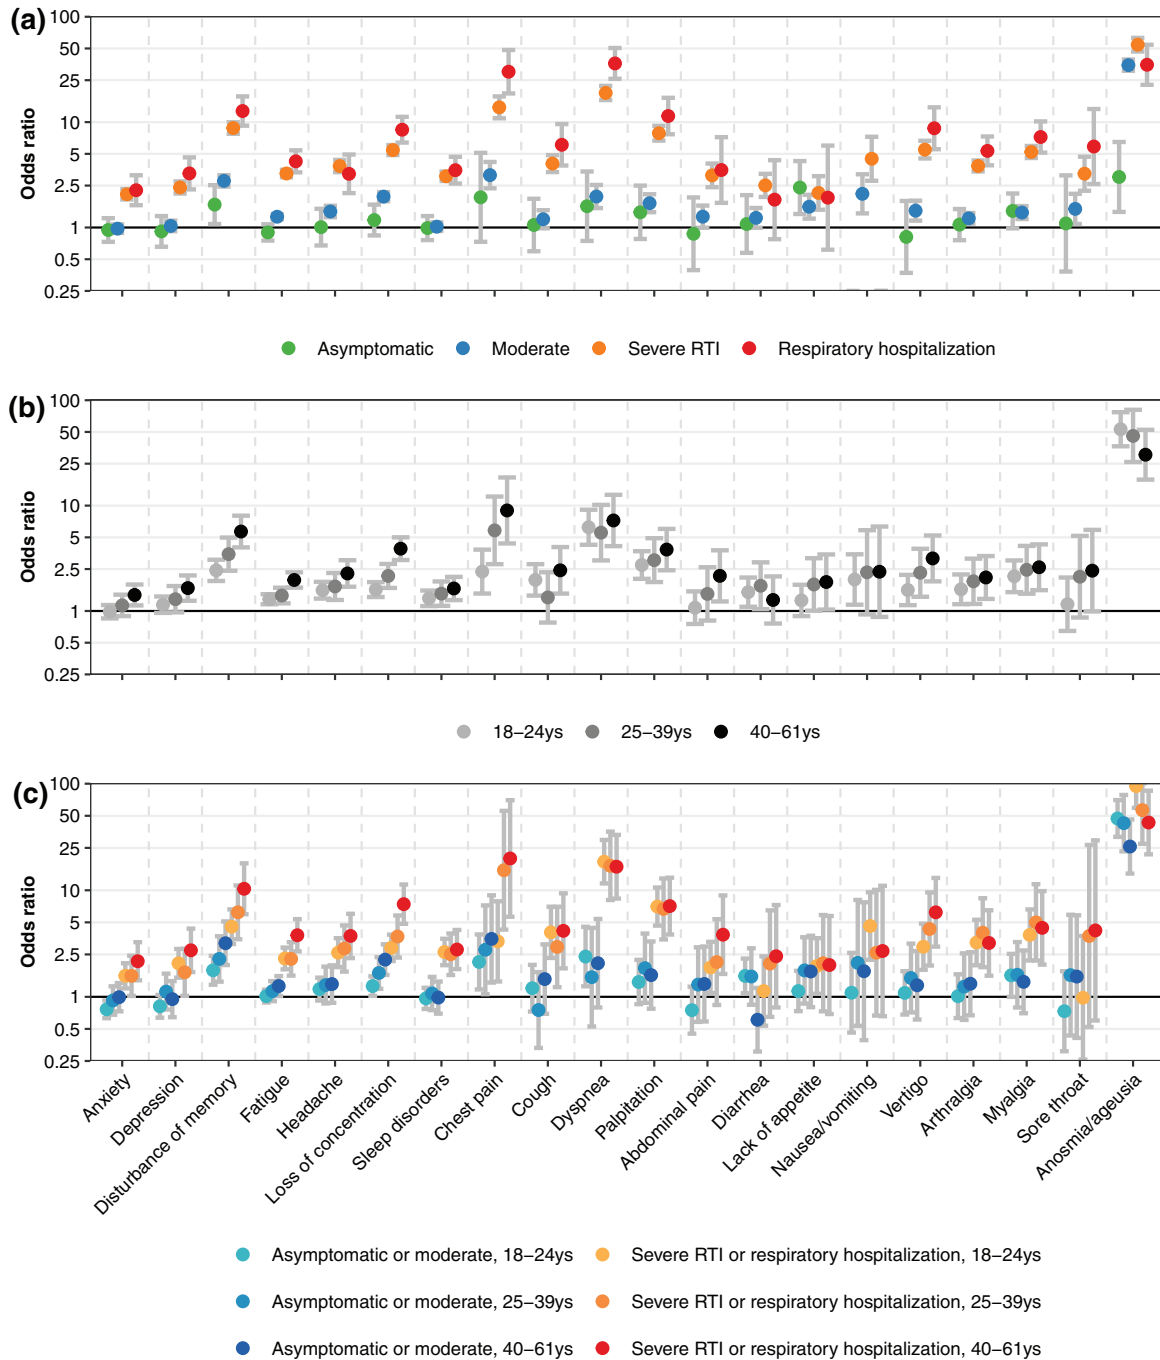 (a)
100
50
25
10
5
2.5
1
0.5
0.25
Odds ratio
Asymptomatic Moderate Severe RTI Respiratory hospitalization
(b)
100
50
25
10
5
2.5
1
0.5
0.25
Odds ratio
18–24ys 25–39ys 40–61ys
(c)
100
50
25
10
5
2.5
1
0.5
0.25
Odds ratio
Anxiety
Depression
Disturbance of memory
Fatigue
Headache
Loss of concentration
Sleep disorders
Chest pain
Cough
Dyspnea
Palpitation
Abdominal pain
Diarrhea
Lack of appetite
Nausea/vomiting
Vertigo
Arthralgia
Myalgia
Sore throat
Anosmia/ageusia
Asymptomatic or moderate, 18–24ys Severe RTI or respiratory hospitalization, 18–24ys
Asymptomatic or moderate, 25–39ys Severe RTI or respiratory hospitalization, 25–39ys
Asymptomatic or moderate, 40–61ys Severe RTI or respiratory hospitalization, 40–61ys